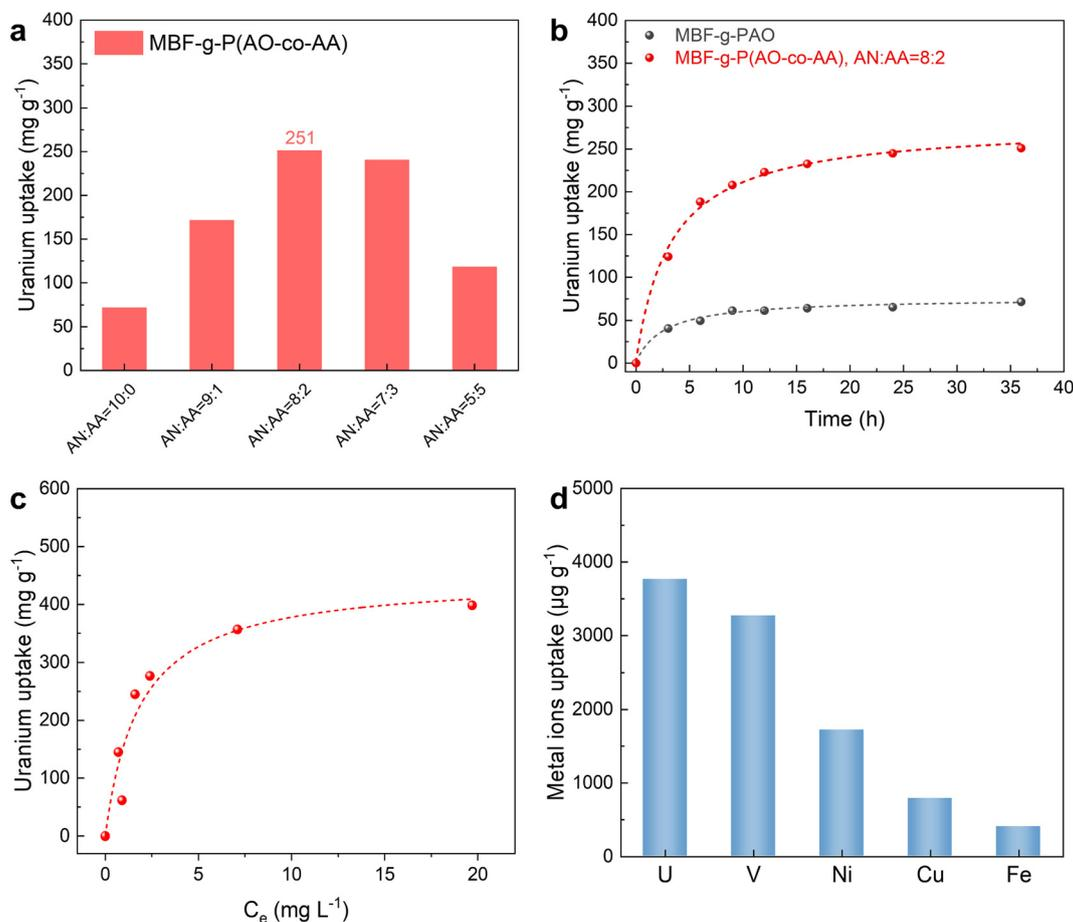 a
MBF-g-P(AO-co-AA)
251
Uranium uptake (mg g⁻¹)
400
350
300
250
200
150
100
50
0
AN:AA=10:0
AN:AA=9:1
AN:AA=8:2
AN:AA=7:3
AN:AA=5:5
b
MBF-g-PAO
MBF-g-P(AO-co-AA), AN:AA=8:2
Uranium uptake (mg g⁻¹)
400
350
300
250
200
150
100
50
0
0 5 10 15 20 25 30 35 40
Time (h)
c
Uranium uptake (mg g⁻¹)
600
500
400
300
200
100
0
0 5 10 15 20
Cₑ (mg L⁻¹)
d
Metal ions uptake (µg g⁻¹)
5000
4000
3000
2000
1000
0
U V Ni Cu Fe